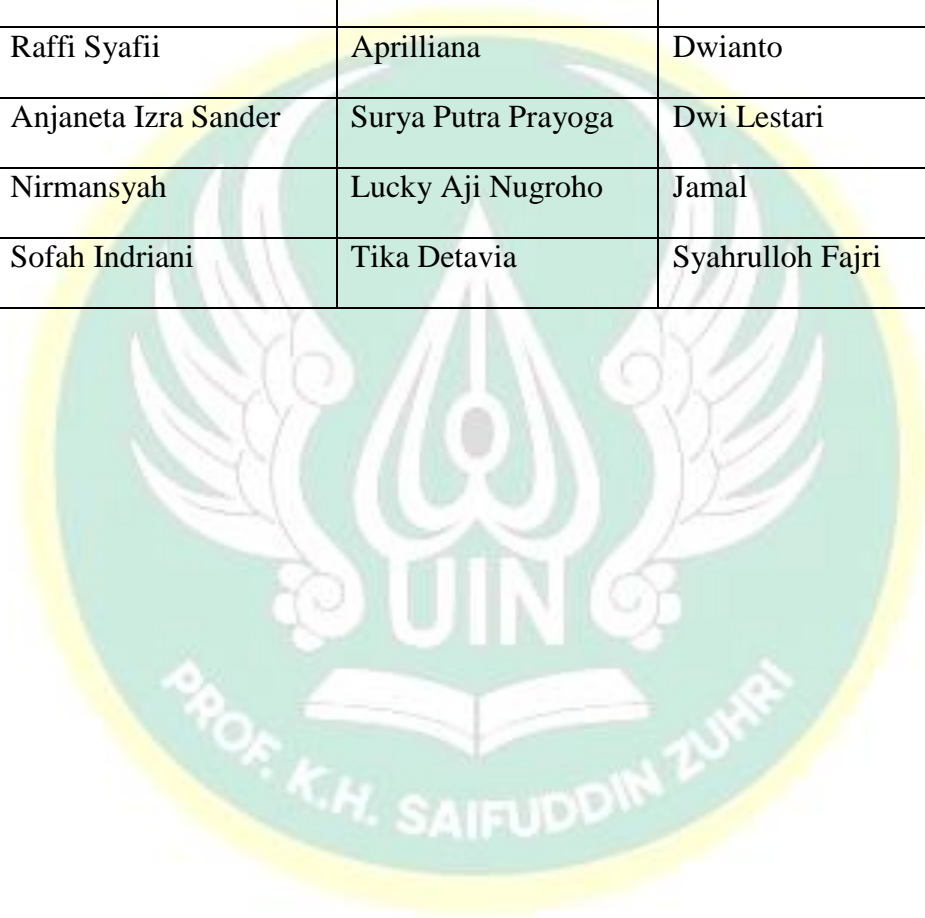 Raffi Syafii Aprilliana Dwianto
Anjaneta Izra Sander Surya Putra Prayoga Dwi Lestari
Nirmansyah Lucky Aji Nugroho Jamal
Sofah Indriani Tika Detavia Syahrulloh Fajri
UIN
PROF. K.H. SAIFUDDIN ZUHRI